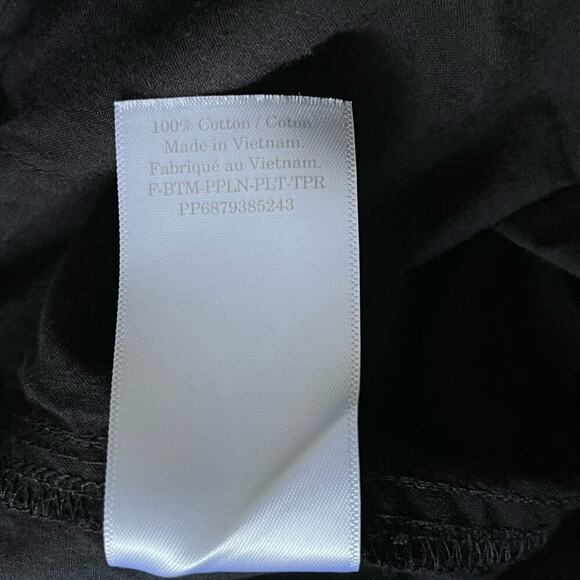 100% Cotton / Coton.
Made in Vietnam.
Fabriqué au Vietnam.
F-BTM-PPLN-PLT-TPR
PP6879385243